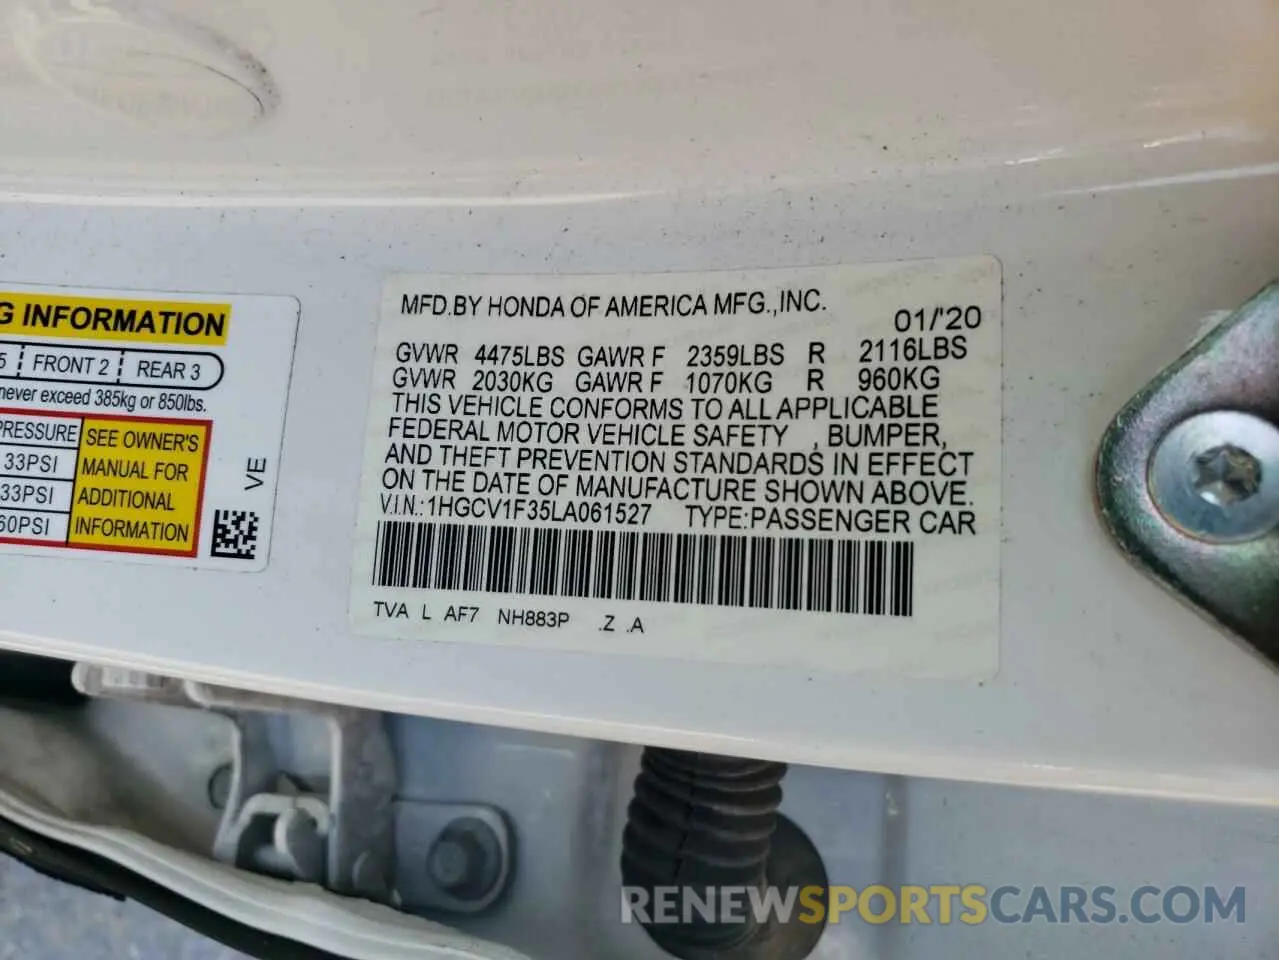 G INFORMATION
5 FRONT 2 REAR 3
never exceed 385kg or 850lbs.
PRESSURE
33PSI
33PSI
60PSI
SEE OWNER'S
MANUAL FOR
ADDITIONAL
INFORMATION
VE
MFD.BY HONDA OF AMERICA MFG.,INC.
01/'20
GVWR 4475LBS GAWR F 2359LBS R 2116LBS
GVWR 2030KG GAWR F 1070KG R 960KG
THIS VEHICLE CONFORMS TO ALL APPLICABLE
FEDERAL MOTOR VEHICLE SAFETY , BUMPER,
AND THEFT PREVENTION STANDARDS IN EFFECT
ON THE DATE OF MANUFACTURE SHOWN ABOVE.
V.I.N.:1HGCV1F35LA061527 TYPE:PASSENGER CAR
TVA L AF7 NH883P .Z .A
RENEWSPORTSCARS.COM